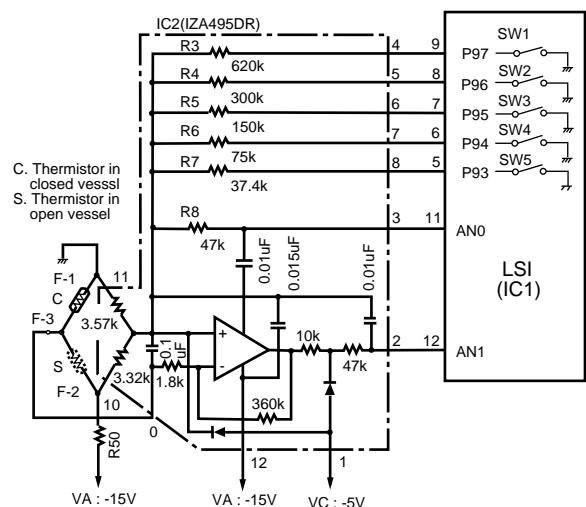 IC2(IZA495DR)
R3 4 9 P97 SW1
620k
R4 5 8 P96 SW2
300k
R5 6 7 P95 SW3
150k
R6 7 6 P94 SW4
75k
R7 8 5 P93 SW5
37.4k
C. Thermistor in
closed vesssl
S. Thermistor in
open vessel
R8 3 11 AN0
47k
0.01uF
0.015uF
0.01uF
LSI
(IC1)
F-1 11
C
F-3 3.57k
S
F-2 3.32k
10
0
R50
0.1
uF
1.8k
+
-
360k
10k
47k
2 12 AN1
12
1
VA : -15V
VA : -15V
VC : -5V